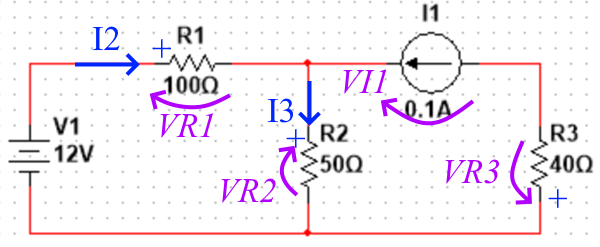 I1
I2
+
R1
100Ω
VR1
VI1
0.1A
I3
V1
12V
+
R2
50Ω
VR2
R3
40Ω
VR3
+